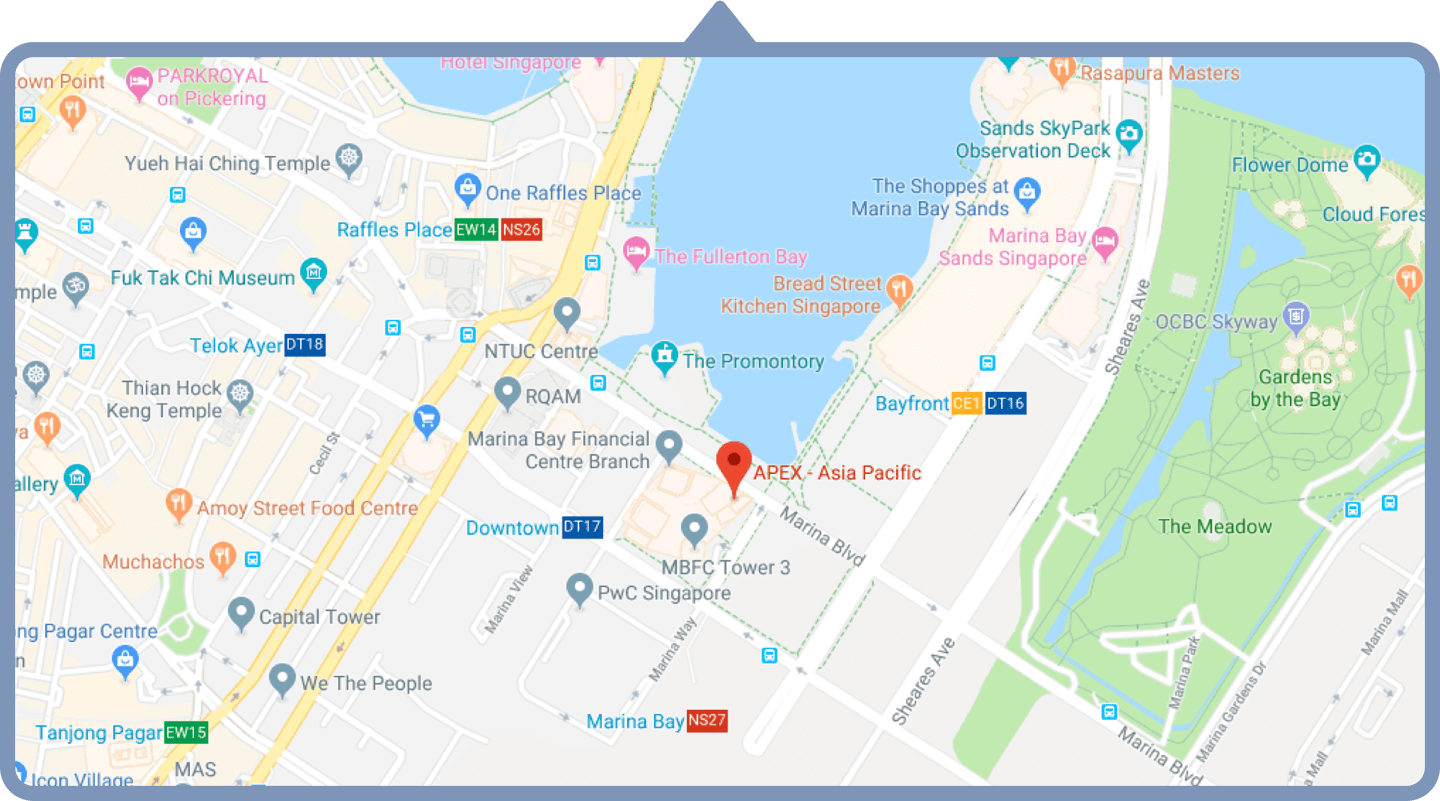 Hotel Singapore
own Point
PARKROYAL
on Pickering
Rasapura Masters
Sands SkyPark
Observation Deck
Yueh Hai Ching Temple
Flower Dome
One Raffles Place
The Shoppes at
Marina Bay Sands
Cloud Fores
Raffles Place EW14 NS26
Marina Bay
Sands Singapore
The Fullerton Bay
Fuk Tak Chi Museum
mple
Bread Street
Kitchen Singapore
Sheares Ave
OCBC Skyway
Telok Ayer DT18
NTUC Centre
The Promontory
Gardens
by the Bay
Thian Hock
Keng Temple
RQAM
Bayfront CE1 DT16
ya
Cecil St
Marina Bay Financial
Centre Branch
APEX - Asia Pacific
allery
Amoy Street Food Centre
Downtown DT17
Marina Blvd
The Meadow
Muchachos
MBFC Tower 3
PwC Singapore
Marina View
Capital Tower
ng Pagar Centre
Marina Way
Marina Mall
n
We The People
Sheares Ave
Marina Park
Marina Gardens Dr
Marina Bay NS27
Tanjong Pagar EW15
Marina Blvd
MAS
a Mall
Icon Village